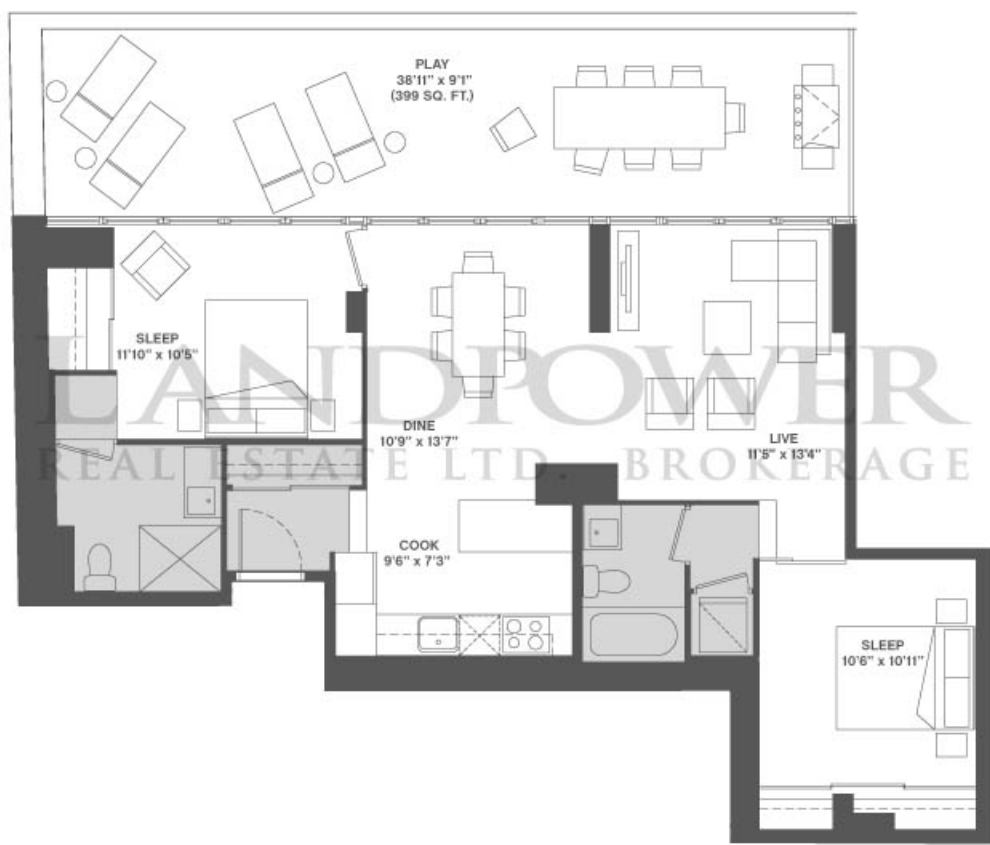 PLAY
38'11" x 9'1"
(399 SQ. FT.)
SLEEP
11'10" x 10'5"
LANDPOWER
DINE
10'9" x 13'7"
LIVE
11'5" x 13'4"
REAL ESTATE LTD. BROKERAGE
COOK
9'6" x 7'3"
SLEEP
10'6" x 10'11"